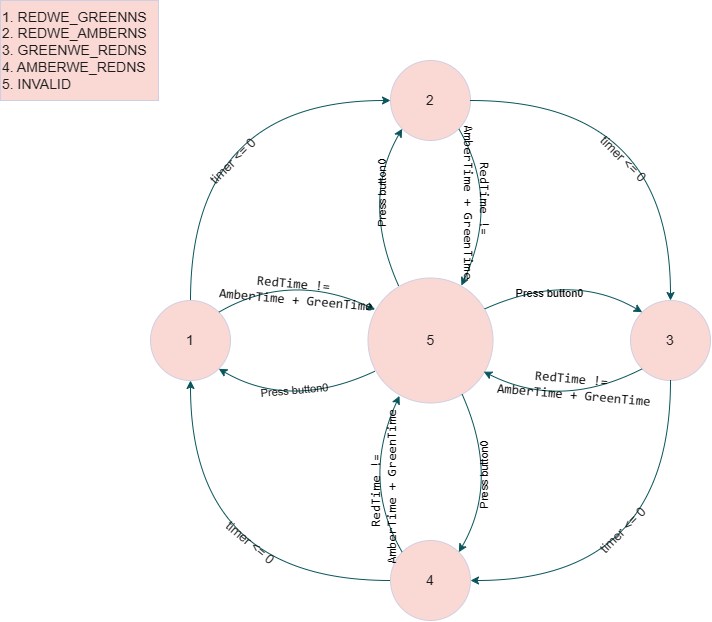 1. REDWE_GREENNS
2. REDWE_AMBERNS
3. GREENWE_REDNS
4. AMBERWE_REDNS
5. INVALID
2
timer <= 0
timer <= 0
Press button0
RedTime !=
AmberTime + GreenTime
RedTime !=
AmberTime + GreenTime
Press button0
1
5
3
Press button0
RedTime !=
AmberTime + GreenTime
RedTime !=
AmberTime + GreenTime
Press button0
timer <= 0
timer <= 0
4